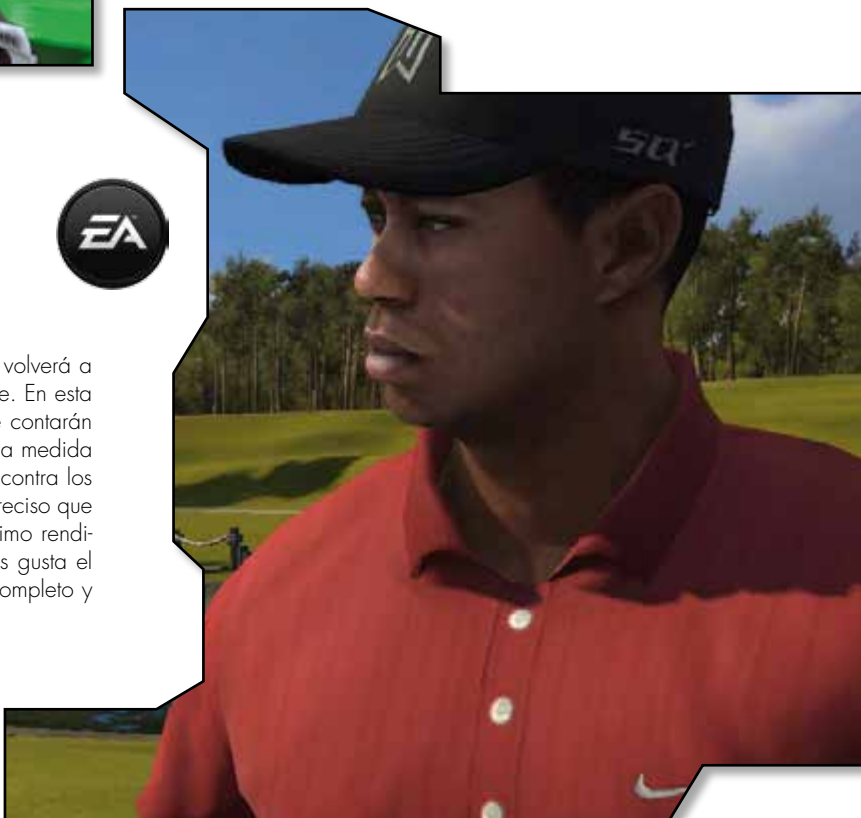 EA
volverá a
e. En esta
contarán
a medida
contra los
reciso que
imo rendi-
s gusta el
ompleto y
SQ